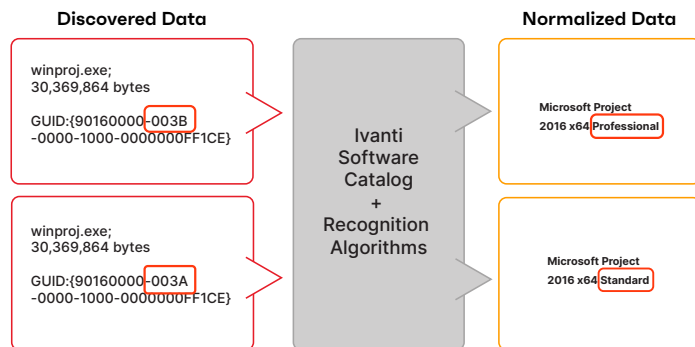 Discovered Data
Normalized Data
winproj.exe;
30,369,864 bytes
GUID:{90160000-003B
-0000-1000-0000000FF1CE}
winproj.exe;
30,369,864 bytes
GUID:{90160000-003A
-0000-1000-0000000FF1CE}
Ivanti
Software
Catalog
+
Recognition
Algorithms
Microsoft Project
2016 x64 Professional
Microsoft Project
2016 x64 Standard